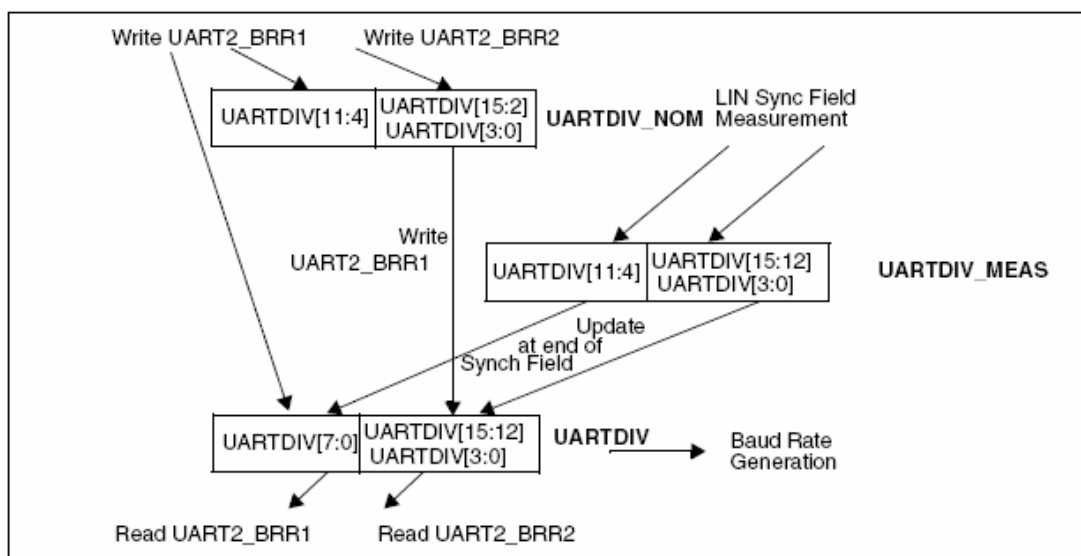 Write UART2_BRR1
Write UART2_BRR2
UARTDIV[11:4]
UARTDIV[15:2]
UARTDIV[3:0]
UARTDIV_NOM
LIN Sync Field
Measurement
Write
UART2_BRR1
UARTDIV[11:4]
UARTDIV[15:12]
UARTDIV[3:0]
UARTDIV_MEAS
Update
at end of
Synch Field
UARTDIV[7:0]
UARTDIV[15:12]
UARTDIV[3:0]
UARTDIV
Baud Rate
Generation
Read UART2_BRR1
Read UART2_BRR2